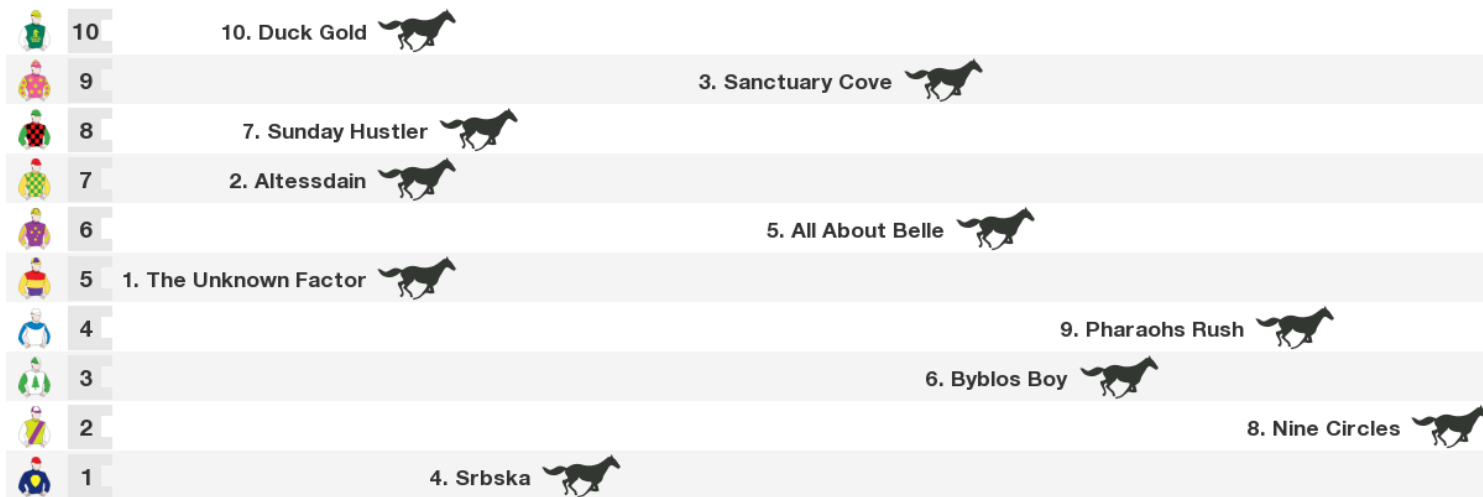 10 10. Duck Gold
9 3. Sanctuary Cove
8 7. Sunday Hustler
7 2. Altessdain
6 5. All About Belle
5 1. The Unknown Factor
4 9. Pharaohs Rush
3 6. Byblos Boy
2 8. Nine Circles
1 4. Srbska